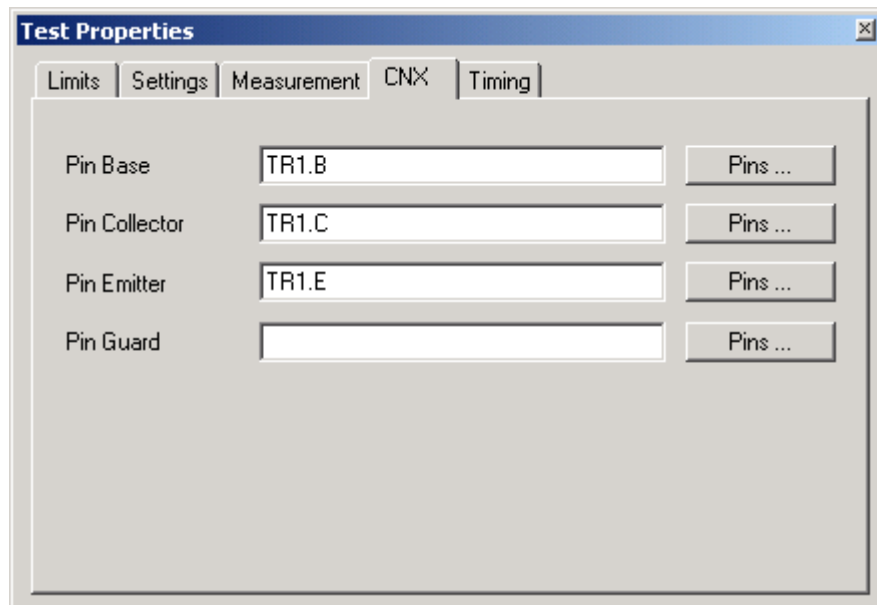 Test Properties
Limits Settings Measurement CNX Timing
Pin Base TR1.B Pins ...
Pin Collector TR1.C Pins ...
Pin Emitter TR1.E Pins ...
Pin Guard Pins ...